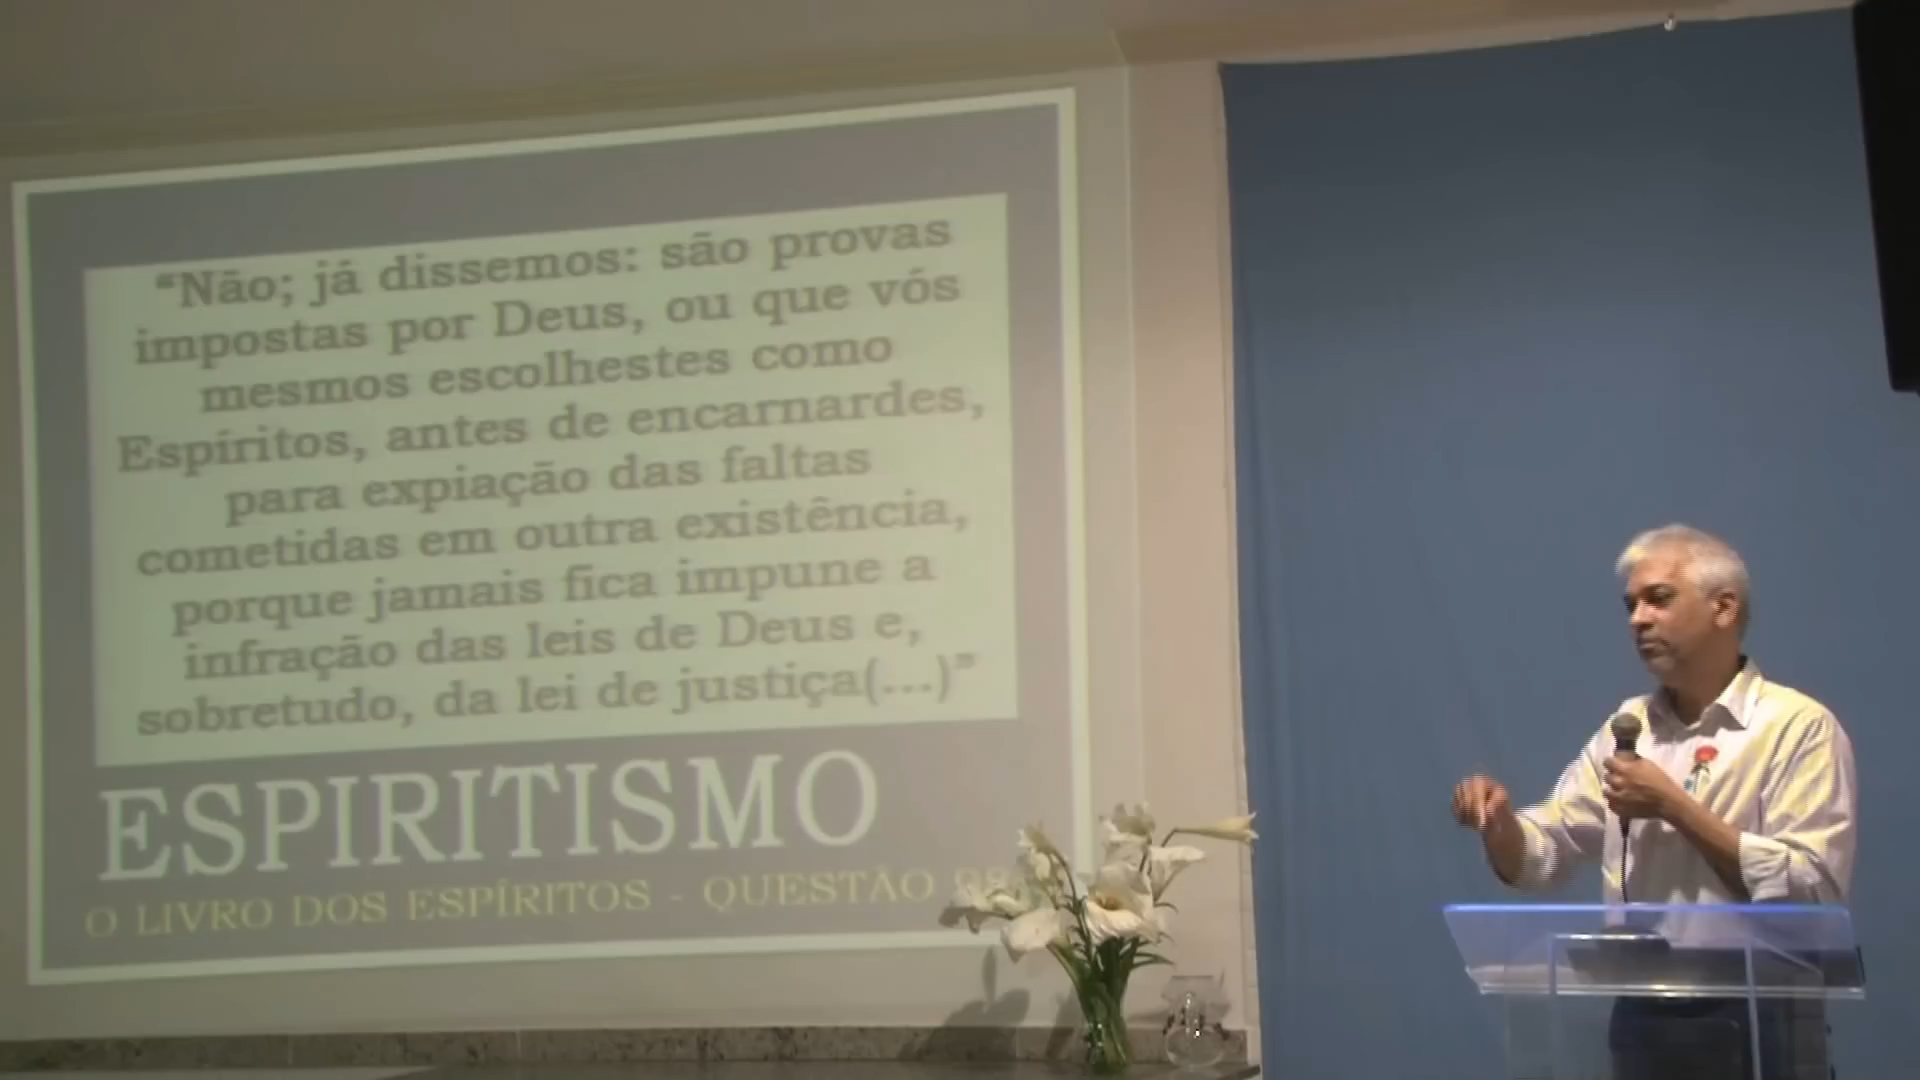 “Não; já dissemos: são provas
impostas por Deus, ou que vós
mesmos escolhestes como
Espíritos, antes de encarnardes,
para expiação das faltas
cometidas em outra existência,
porque jamais fica impune a
infração das leis de Deus e,
sobretudo, da lei de justiça(...)”
ESPIRITISMO
O LIVRO DOS ESPÍRITOS - QUESTÃO